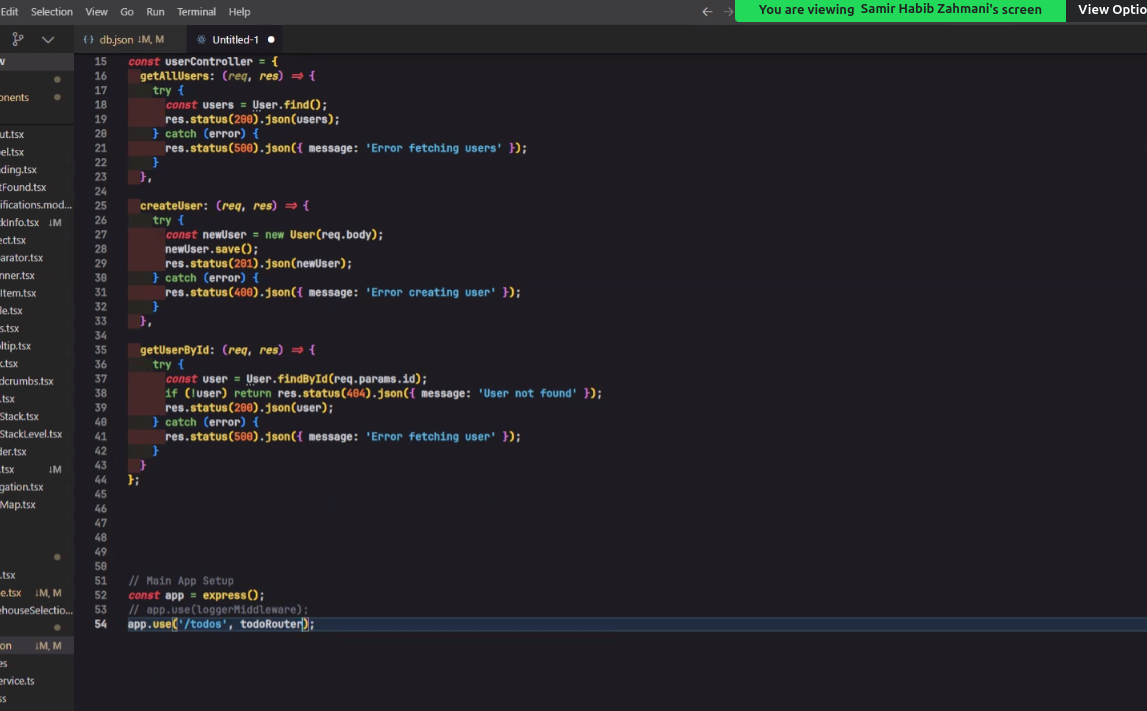 Edit Selection View Go Run Terminal Help
You are viewing Samir Habib Zahmani's screen
View Optio
db.json ↓M, M
Untitled-1
onents
ut.tsx
el.tsx
ding.tsx
tFound.tsx
ifications.mod...
ckInfo.tsx ↓M
ect.tsx
arator.tsx
nner.tsx
Item.tsx
le.tsx
s.tsx
oltip.tsx
k.tsx
dcrumbs.tsx
.tsx
Stack.tsx
StackLevel.tsx
der.tsx
.tsx ↓M
gation.tsx
Map.tsx
.tsx
e.tsx ↓M, M
ehouseSelectio...
on ↓M, M
es
ervice.ts
ss
15 const userController = {
16 getAllUsers: (req, res) => {
17 try {
18 const users = User.find();
19 res.status(200).json(users);
20 } catch (error) {
21 res.status(500).json({ message: 'Error fetching users' });
22 }
23 },
24
25 createUser: (req, res) => {
26 try {
27 const newUser = new User(req.body);
28 newUser.save();
29 res.status(201).json(newUser);
30 } catch (error) {
31 res.status(400).json({ message: 'Error creating user' });
32 }
33 },
34
35 getUserById: (req, res) => {
36 try {
37 const user = User.findById(req.params.id);
38 if (!user) return res.status(404).json({ message: 'User not found' });
39 res.status(200).json(user);
40 } catch (error) {
41 res.status(500).json({ message: 'Error fetching user' });
42 }
43 }
44 };
45
46
47
48
49
50
51 // Main App Setup
52 const app = express();
53 // app.use(loggerMiddleware);
54 app.use('/todos', todoRouter);